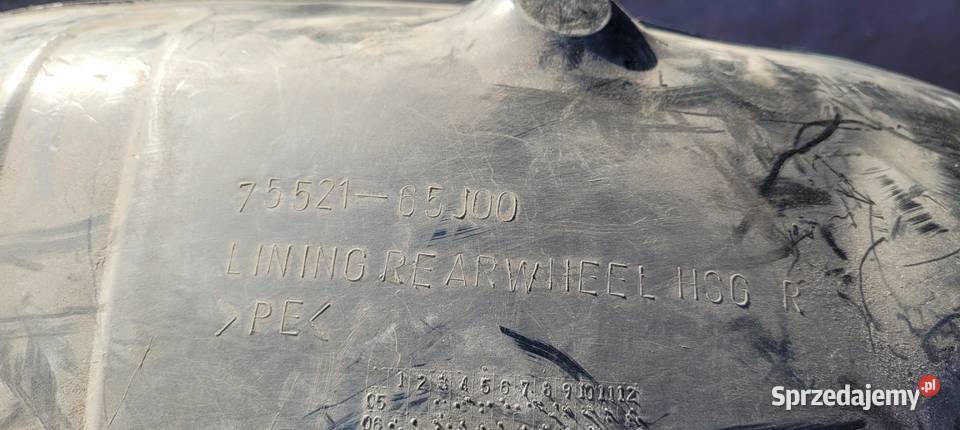 75521-65J00
LINING REARWHEEL HSG R
>PE<
1 2 3 4 5 6 7 8 9 10 11 12
05
06
Sprzedajemy.pl